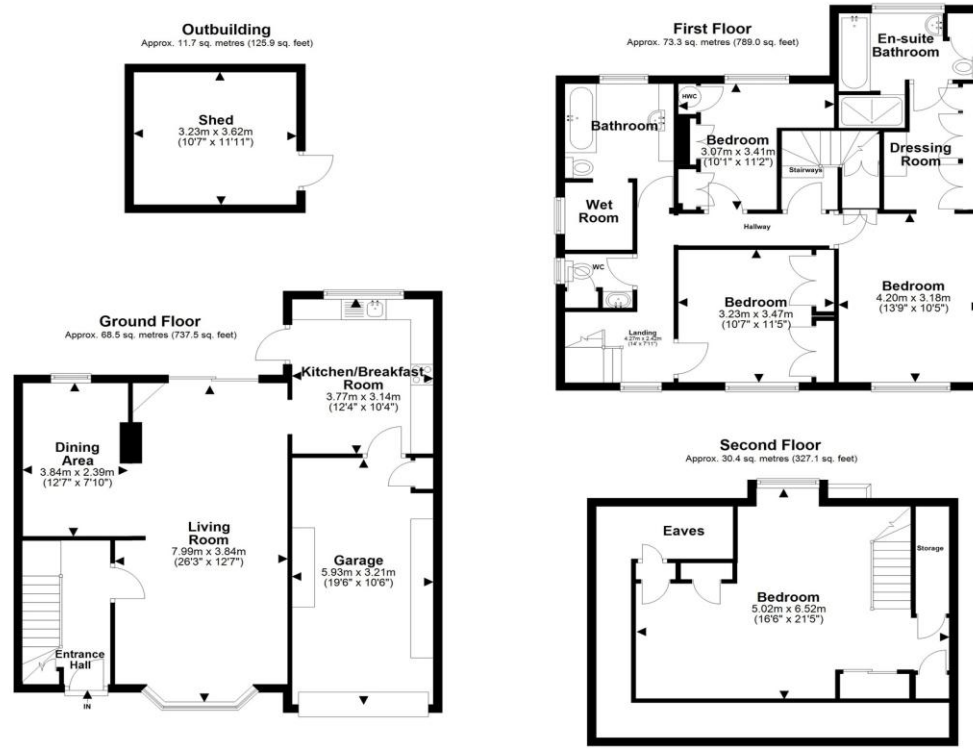 Outbuilding
Approx. 11.7 sq. metres (125.9 sq. feet)
Shed
3.23m x 3.62m
(10'7" x 11'11")
Ground Floor
Approx. 68.5 sq. metres (737.5 sq. feet)
Kitchen/Breakfast
Room
3.77m x 3.14m
(12'4" x 10'4")
Dining
Area
3.84m x 2.39m
(12'7" x 7'10")
Living
Room
7.99m x 3.84m
(26'3" x 12'7")
Garage
5.93m x 3.21m
(19'6" x 10'6")
Entrance
Hall
IN
First Floor
Approx. 73.3 sq. metres (789.0 sq. feet)
En-suite
Bathroom
HWC
Bathroom
Bedroom
3.07m x 3.41m
(10'1" x 11'2")
Stairways
Dressing
Room
Wet
Room
Hallway
WC
Bedroom
3.23m x 3.47m
(10'7" x 11'5")
Bedroom
4.20m x 3.18m
(13'9" x 10'5")
Landing
4.27m x 2.42m
(14' x 7'11")
Second Floor
Approx. 30.4 sq. metres (327.1 sq. feet)
Eaves
Storage
Bedroom
5.02m x 6.52m
(16'6" x 21'5")